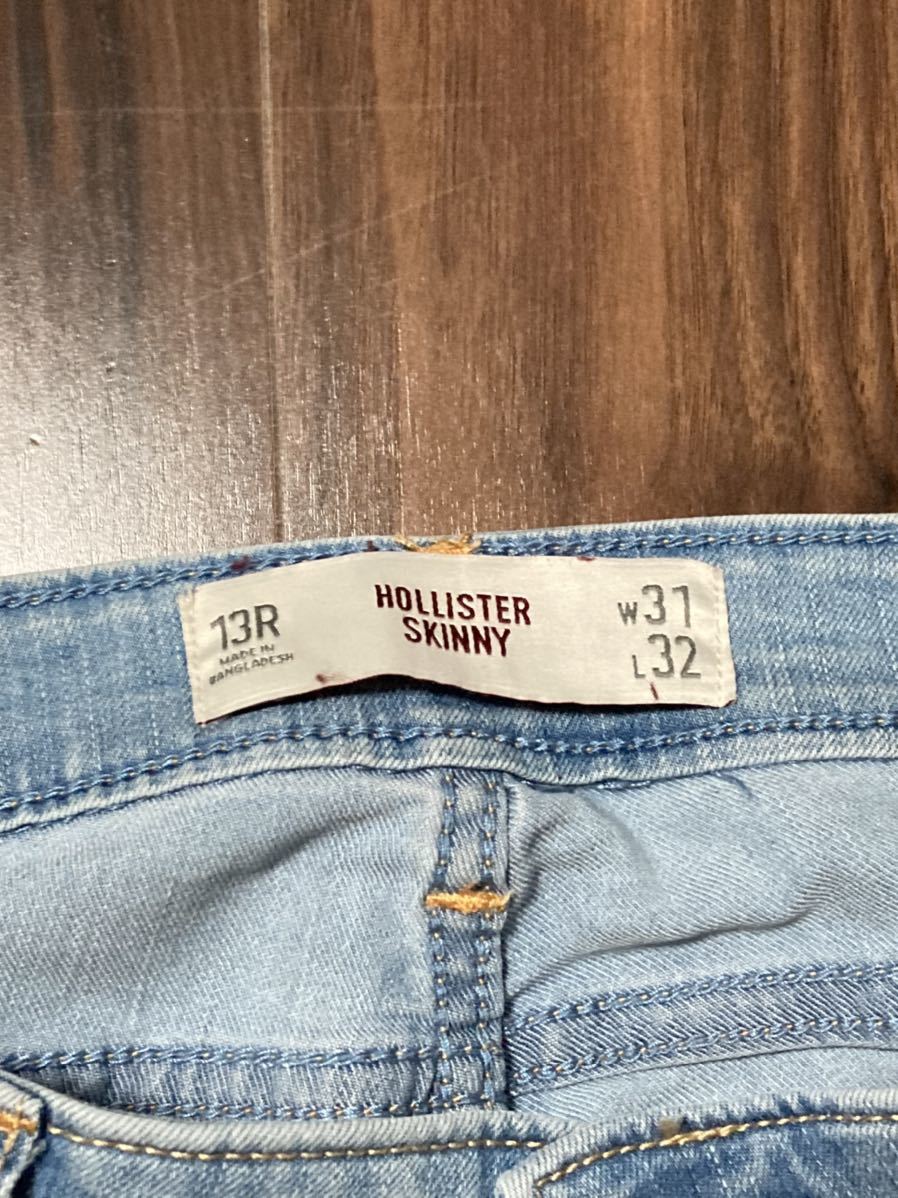 13R
MADE IN
BANGLADESH
HOLLISTER
SKINNY
W31
L32